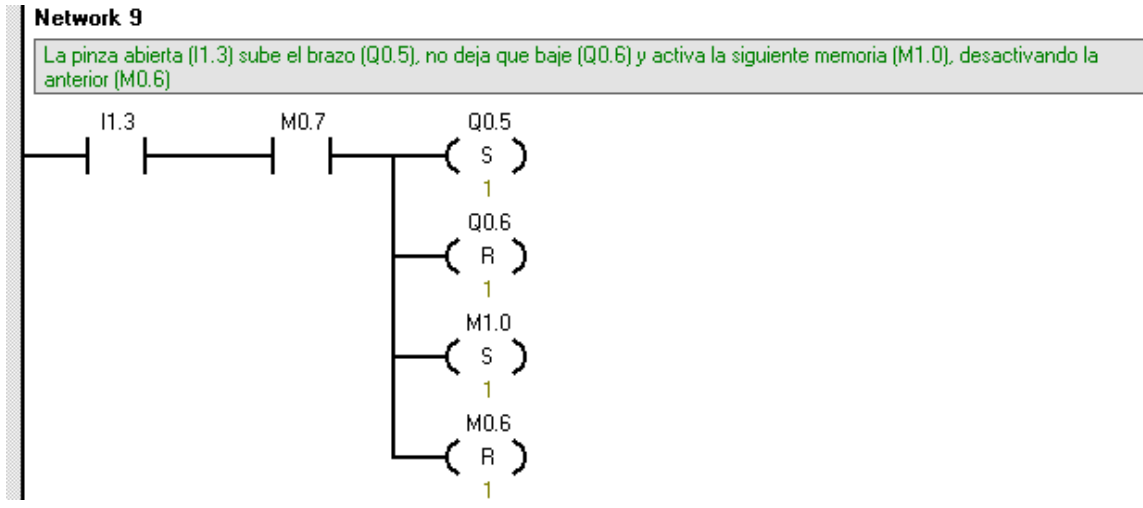 Network 9
La pinza abierta (I1.3) sube el brazo (Q0.5), no deja que baje (Q0.6) y activa la siguiente memoria (M1.0), desactivando la
anterior (M0.6)
I1.3 M0.7 Q0.5
S
1
Q0.6
R
1
M1.0
S
1
M0.6
R
1